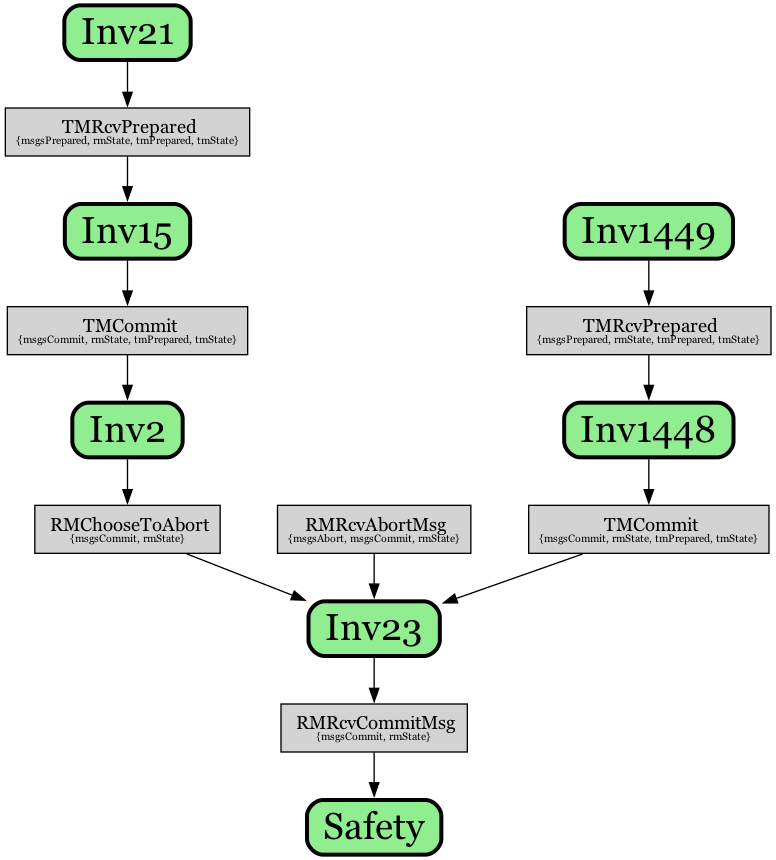 Inv21
TMRcvPrepared
{msgsPrepared, rmState, tmPrepared, tmState}
Inv15
Inv1449
TMCommit
{msgsCommit, rmState, tmPrepared, tmState}
TMRcvPrepared
{msgsPrepared, rmState, tmPrepared, tmState}
Inv2
Inv1448
RMChooseToAbort
{msgsCommit, rmState}
RMRcvAbortMsg
{msgsAbort, msgsCommit, rmState}
TMCommit
{msgsCommit, rmState, tmPrepared, tmState}
Inv23
RMRcvCommitMsg
{msgsCommit, rmState}
Safety